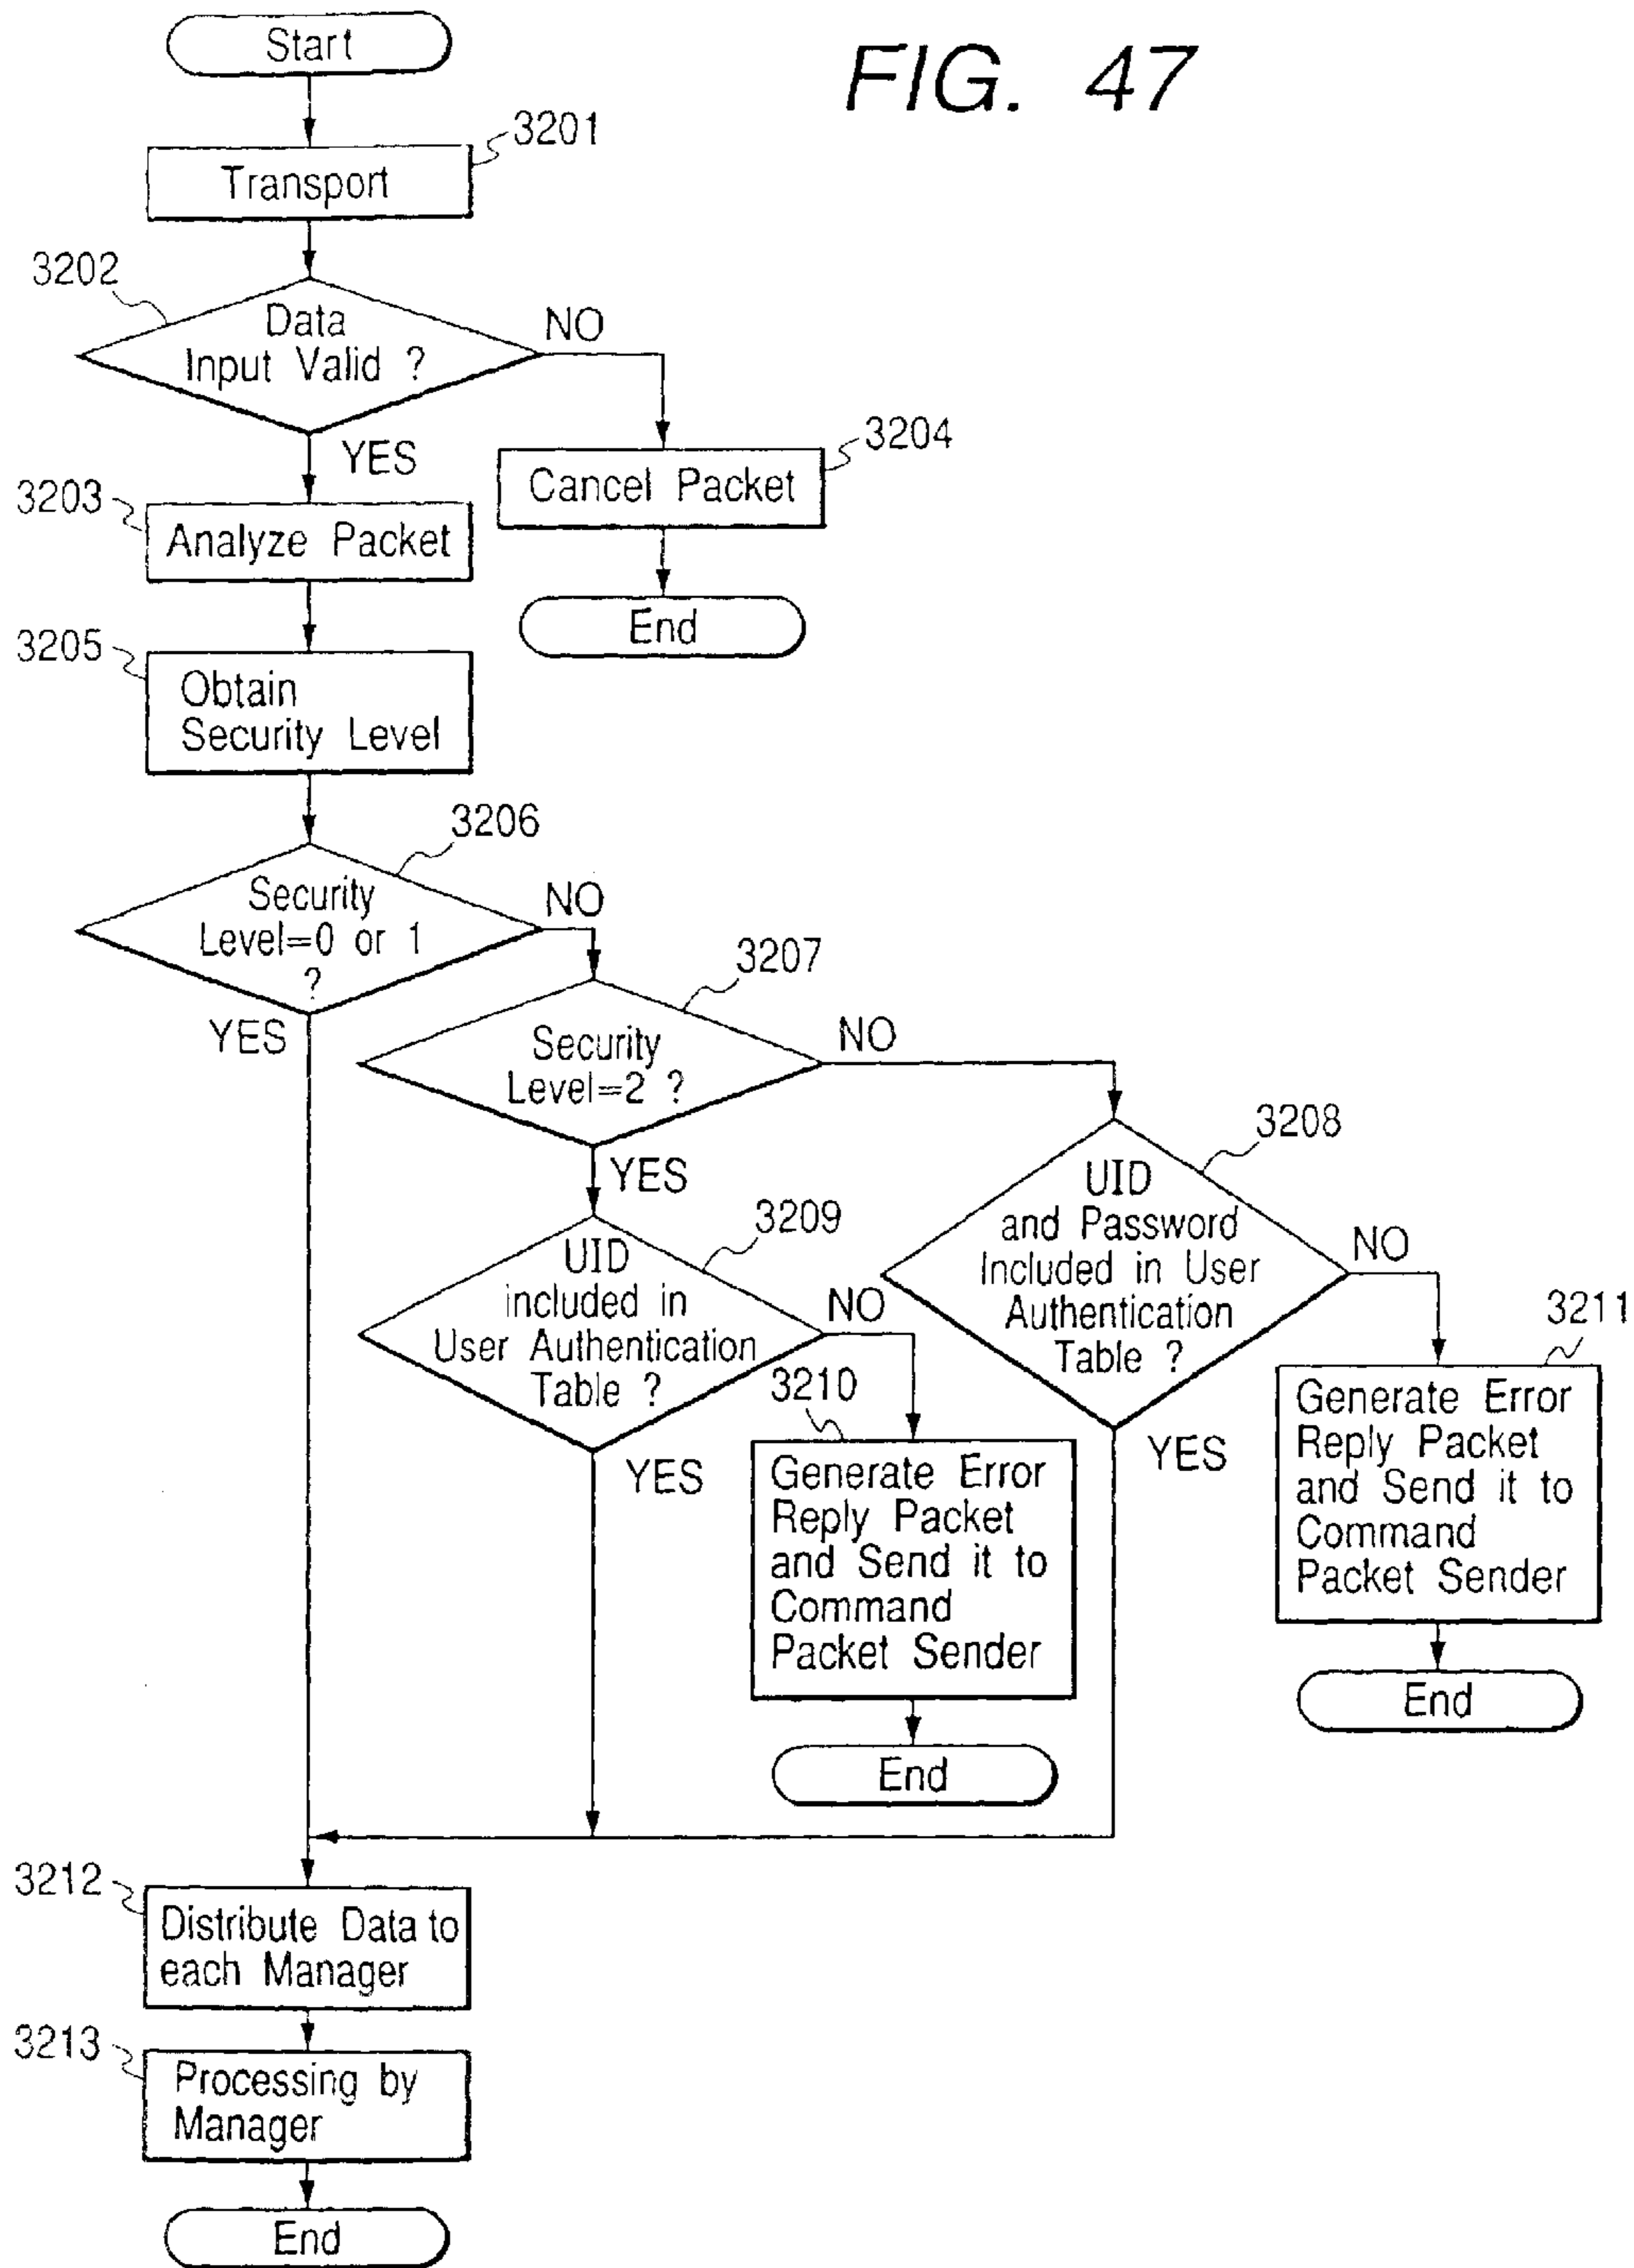 FIG. 47
Start
3201
Transport
3202
Data
Input Valid ?
NO
YES
3204
Cancel Packet
End
3203
Analyze Packet
3205
Obtain
Security Level
3206
Security
Level=0 or 1
?
NO
YES
3207
Security
Level=2 ?
NO
YES
3208
UID
and Password
Included in User
Authentication
Table ?
NO
YES
3209
UID
included in
User Authentication
Table ?
NO
YES
3210
Generate Error
Reply Packet
and Send it to
Command
Packet Sender
End
3211
Generate Error
Reply Packet
and Send it to
Command
Packet Sender
End
3212
Distribute Data to
each Manager
3213
Processing by
Manager
End